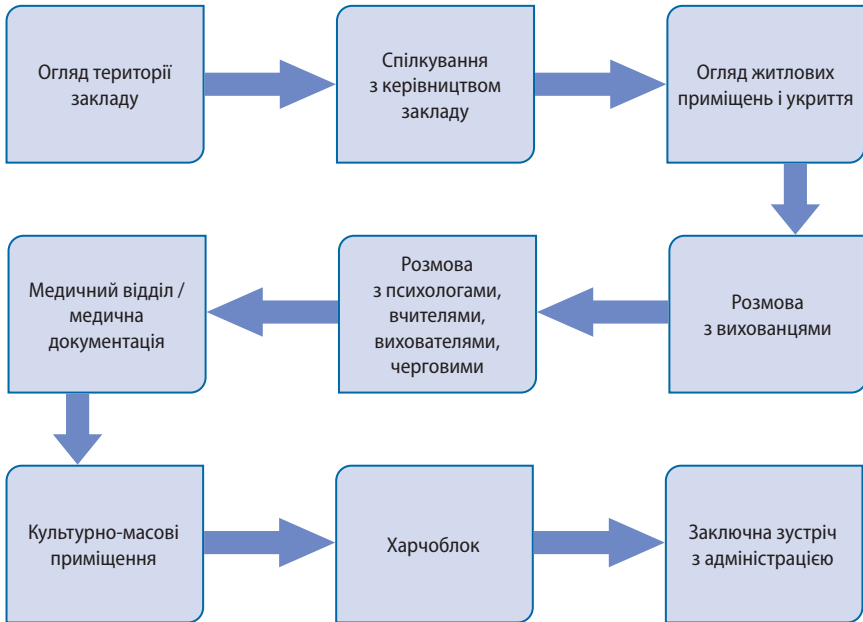 Огляд території
закладу
Спілкування
з керівництвом
закладу
Огляд житлових
приміщень і укриття
Розмова
з вихованцями
Розмова
з психологами,
вчителями,
вихователями,
черговими
Медичний відділ /
медична
документація
Культурно-масові
приміщення
Харчоблок
Заключна зустріч
з адміністрацією